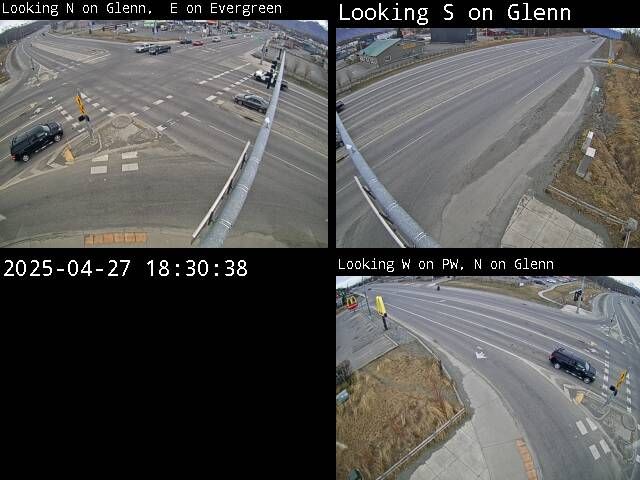 Looking N on Glenn,  E on Evergreen
Looking S on Glenn
2025-04-27 18:30:38
Looking W on PW, N on Glenn